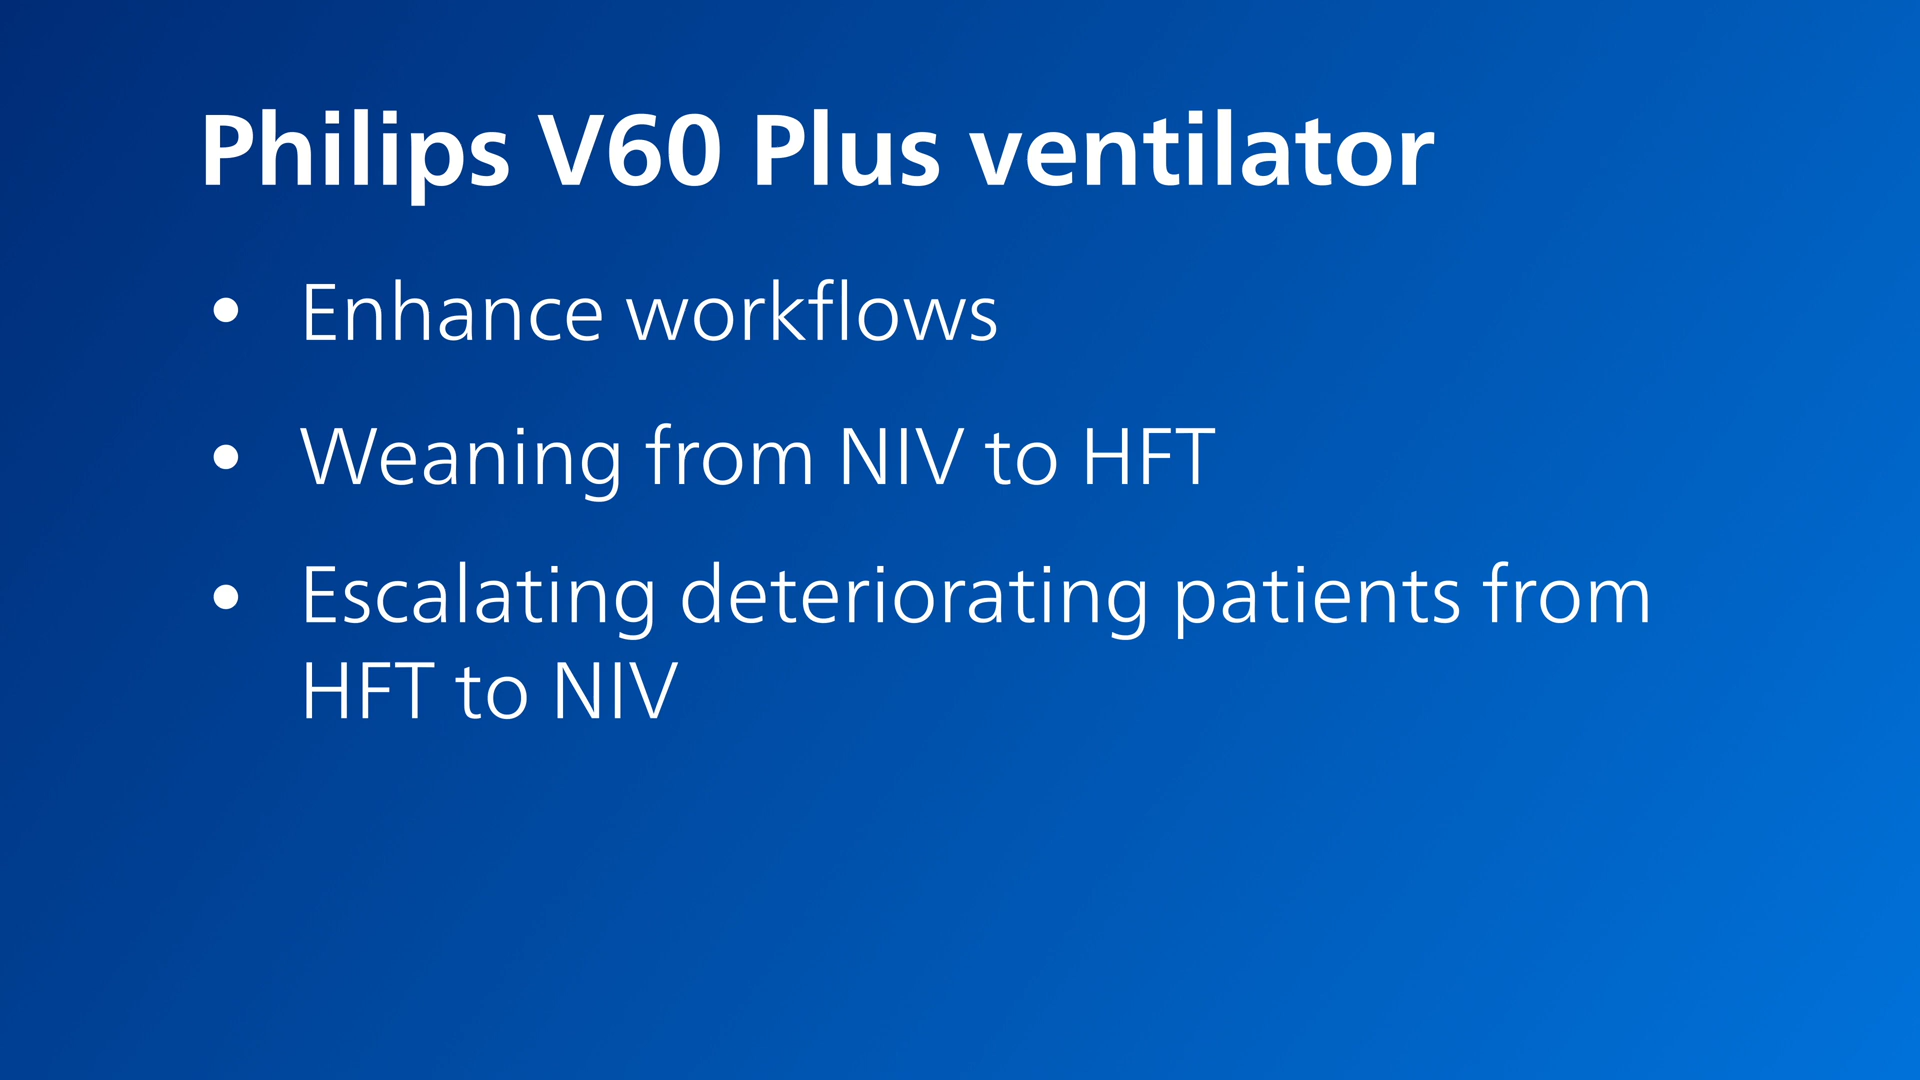 Philips V60 Plus ventilator
• Enhance workflows
• Weaning from NIV to HFT
• Escalating deteriorating patients from
HFT to NIV